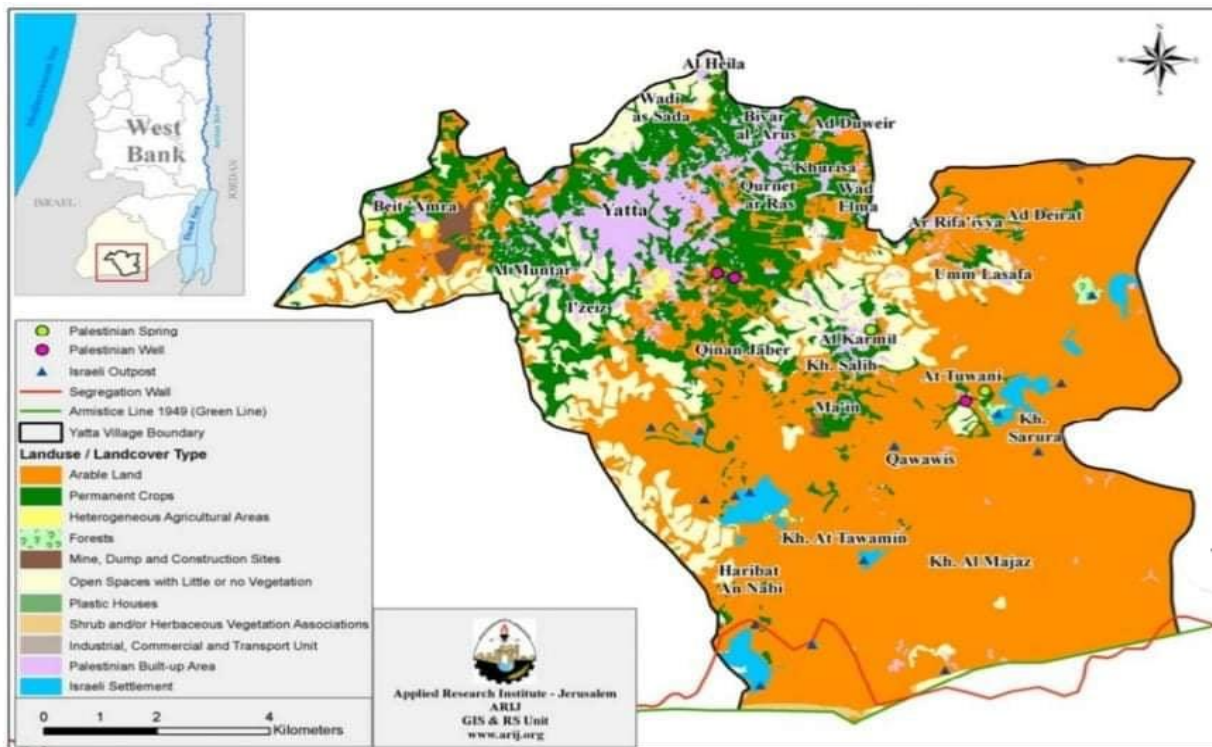 Mediterranean Sea
West
Bank
Jordan River
JORDAN
ISRAEL
Dead Sea
N
E
S
W
Al Heila
Wadi
as Sada
Biyar
al 'Arus
Ad Duweir
Khurisa
Beit 'Amra
Yatta
Qurnet
ar Ras
Wad
Elma
Ar Rifa'iyya
Ad Deirat
Al Muntar
Umm Lasafa
I'zeiz
Al Karmil
Qinan Jaber
Kh. Salih
At Tuwani
Ma'in
Kh.
Sarura
Qawawis
Kh. At Tawamin
Haribat
An Nabi
Kh. Al Majaz
Palestinian Spring
Palestinian Well
Israeli Outpost
Segregation Wall
Armistice Line 1949 (Green Line)
Yatta Village Boundary
Landuse / Landcover Type
Arable Land
Permanent Crops
Heterogeneous Agricultural Areas
Forests
Mine, Dump and Construction Sites
Open Spaces with Little or no Vegetation
Plastic Houses
Shrub and/or Herbaceous Vegetation Associations
Industrial, Commercial and Transport Unit
Palestinian Built-up Area
Israeli Settlement
0 1 2 4
Kilometers
Applied Research Institute - Jerusalem
ARIJ
GIS & RS Unit
www.arij.org